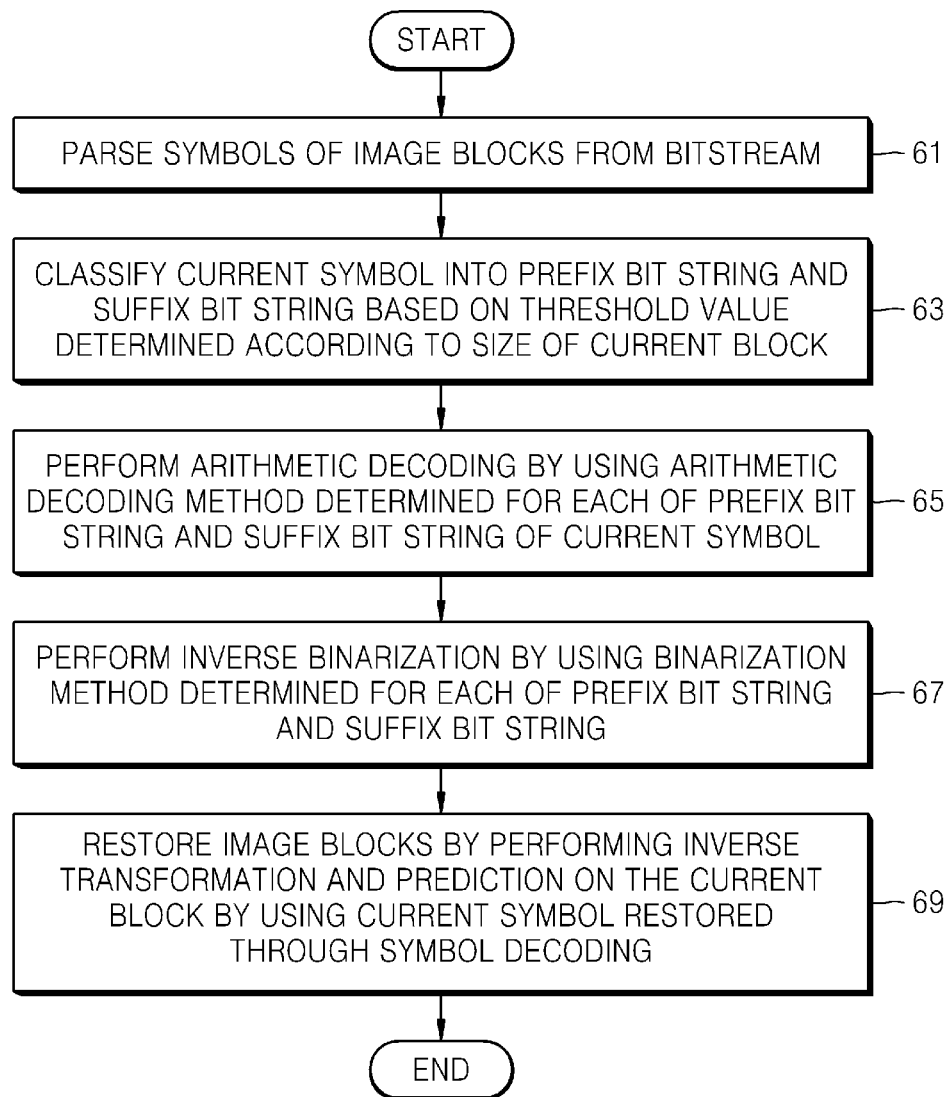 START
PARSE SYMBOLS OF IMAGE BLOCKS FROM BITSTREAM
61
CLASSIFY CURRENT SYMBOL INTO PREFIX BIT STRING AND
SUFFIX BIT STRING BASED ON THRESHOLD VALUE
DETERMINED ACCORDING TO SIZE OF CURRENT BLOCK
63
PERFORM ARITHMETIC DECODING BY USING ARITHMETIC
DECODING METHOD DETERMINED FOR EACH OF PREFIX BIT
STRING AND SUFFIX BIT STRING OF CURRENT SYMBOL
65
PERFORM INVERSE BINARIZATION BY USING BINARIZATION
METHOD DETERMINED FOR EACH OF PREFIX BIT STRING
AND SUFFIX BIT STRING
67
RESTORE IMAGE BLOCKS BY PERFORMING INVERSE
TRANSFORMATION AND PREDICTION ON THE CURRENT
BLOCK BY USING CURRENT SYMBOL RESTORED
THROUGH SYMBOL DECODING
69
END